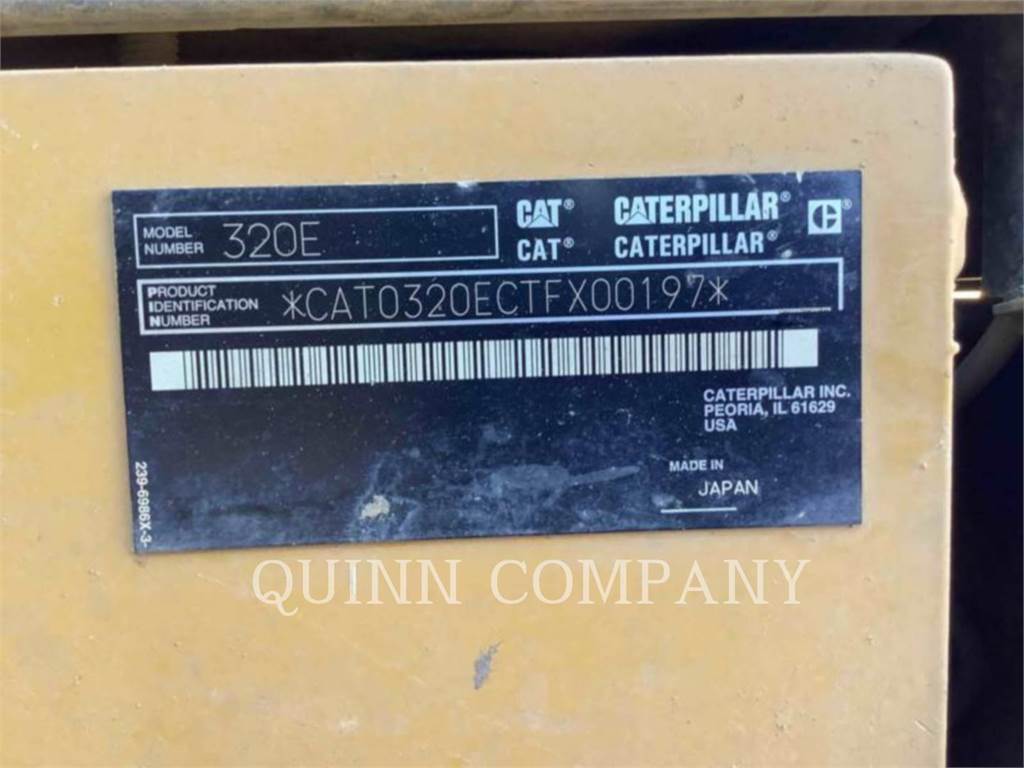 MODEL
NUMBER 320E
CAT® CATERPILLAR® ®
CAT® CATERPILLAR®
PRODUCT
IDENTIFICATION
NUMBER *CAT0320ECTFX00197*
CATERPILLAR INC.
PEORIA, IL 61629
USA
MADE IN
JAPAN
239-6986X-3
QUINN COMPANY